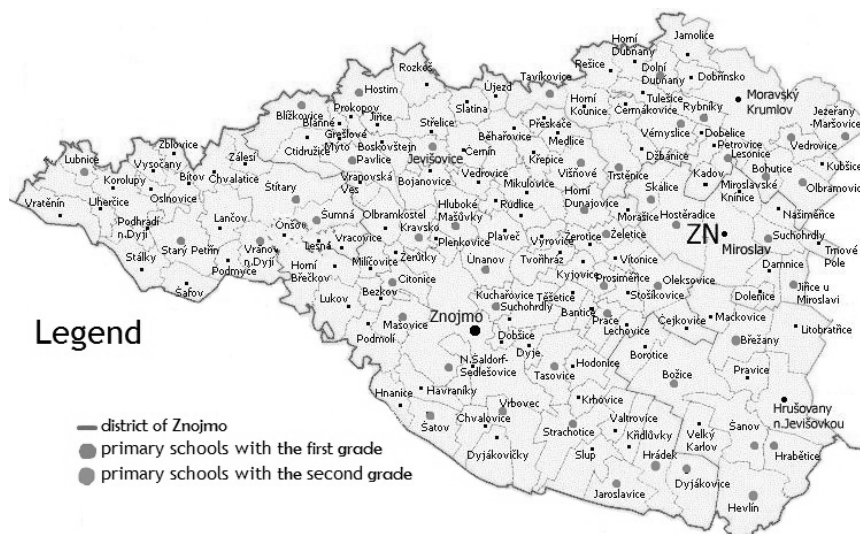 Jamolice
Horní
Dubňany
Rešice
Dolní
Dubňany
Dobřínsko
Rozkoš
Hostim
Újezd
Tavíkovice
Moravský
Krumlov
Blížkovice
Prokopov
Slatina
Horní
Kounice
Tulešice
Čermákovice
Rybníky
Jezeřany-
Maršovice
Blanné
Jiřice
Grešlové
Mýto
Střelice
Přeskače
Vémyslice
Dobelice
Boskovštejn
Běhařovice
Medlice
Petrovice
Vedrovice
Ctidružice
Pavlice
Jevišovice
Černín
Křepice
Džbánice
Lesonice
Kubšice
Zblovice
Lubnice
Vysočany
Zálesí
Bojanovice
Vedrovice
Višňové
Trstěnice
Kadov
Bohutice
Korolupy
Bítov
Chvalatice
Vranovská
Ves
Mikulovice
Skálice
Miroslavské
Knínice
Olbramovice
Uherčice
Oslnovice
Štítary
Hluboké
Mašůvky
Rudlice
Horní
Dunajovice
Morašice
Hostěradice
Našiměřice
Vratěnín
Podhradí
n.Dyjí
Lančov
Šumná
Olbramkostel
Kravsko
Plaveč
Výrovice
Žerotice
Želetice
ZN
Miroslav
Suchohrdly
Trnové
Pole
Onšov
Lesná
Vracovice
Plenkovice
Tvořihráz
Vítonice
Damnice
Stálky
Starý Petřín
Vranov
n.Dyjí
Žerůtky
Únanov
Kyjovice
Podmyče
Horní
Břečkov
Milíčovice
Citonice
Prosiměřice
Oleksovice
Jiřice u
Miroslavi
Šafov
Bezkov
Kuchařovice
Těšetice
Stošíkovice
Dolenice
Lukov
Suchohrdly
Bantice
Mackovice
Legend
Masovice
Znojmo
Práce
Lechovice
Čejkovice
Litobratřice
Podmolí
Dobšice
Dyje
Borotice
Břežany
N.Šaldorf-
Sedlešovice
Hodonice
Božice
Pravice
Tasovice
Hnanice
Havraníky
Krhovice
district of Znojmo
Vrbovec
Chvalovice
Valtrovice
Hrušovany
n.Jevišovkou
primary schools with the first grade
Šatov
Strachotice
Křídlůvky
Velký
Karlov
Šanov
primary schools with the second grade
Dyjákovičky
Slup
Hrádek
Hrabětice
Dyjákovice
Jaroslavice
Hevlín